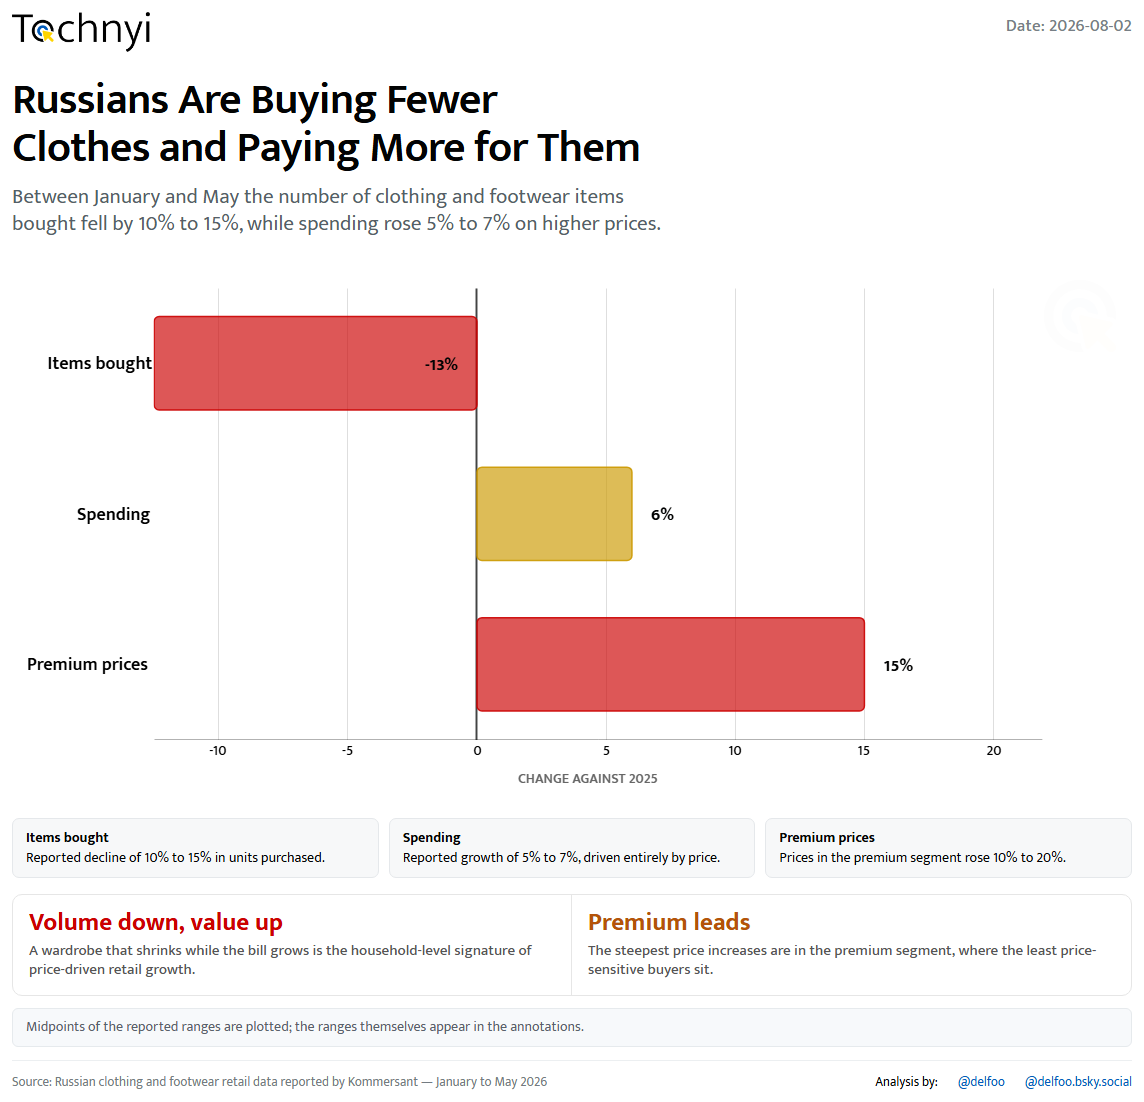 Technyi
Date: 2026-08-02
Russians Are Buying Fewer
Clothes and Paying More for Them
Between January and May the number of clothing and footwear items
bought fell by 10% to 15%, while spending rose 5% to 7% on higher prices.
Items bought
-13%
Spending
6%
Premium prices
15%
-10 -5 0 5 10 15 20
CHANGE AGAINST 2025
Items bought
Reported decline of 10% to 15% in units purchased.
Spending
Reported growth of 5% to 7%, driven entirely by price.
Premium prices
Prices in the premium segment rose 10% to 20%.
Volume down, value up
A wardrobe that shrinks while the bill grows is the household-level signature of
price-driven retail growth.
Premium leads
The steepest price increases are in the premium segment, where the least price-
sensitive buyers sit.
Midpoints of the reported ranges are plotted; the ranges themselves appear in the annotations.
Source: Russian clothing and footwear retail data reported by Kommersant — January to May 2026
Analysis by: @delfoo @delfoo.bsky.social